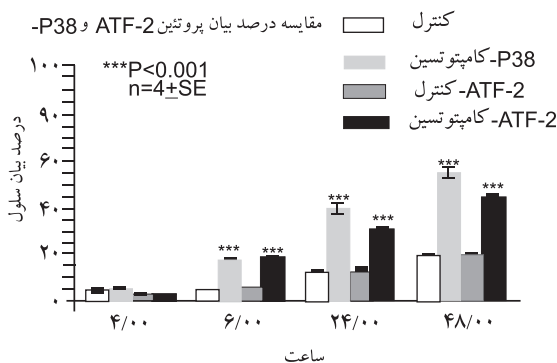 مقایسه درصد بیان پروتئین ATF-2 و P38-
کنترل
کامپتوتسین-P38
کنترل-ATF-2
کامپتوتسین-ATF-2
***P<0.001
n=4±SE
درصد بیان سلول
۱۰۰
۸۰
۶۰
۴۰
۲۰
۰
*** ***
*** ***
*** ***
۴/۰۰ ۶/۰۰ ۲۴/۰۰ ۴۸/۰۰
ساعت